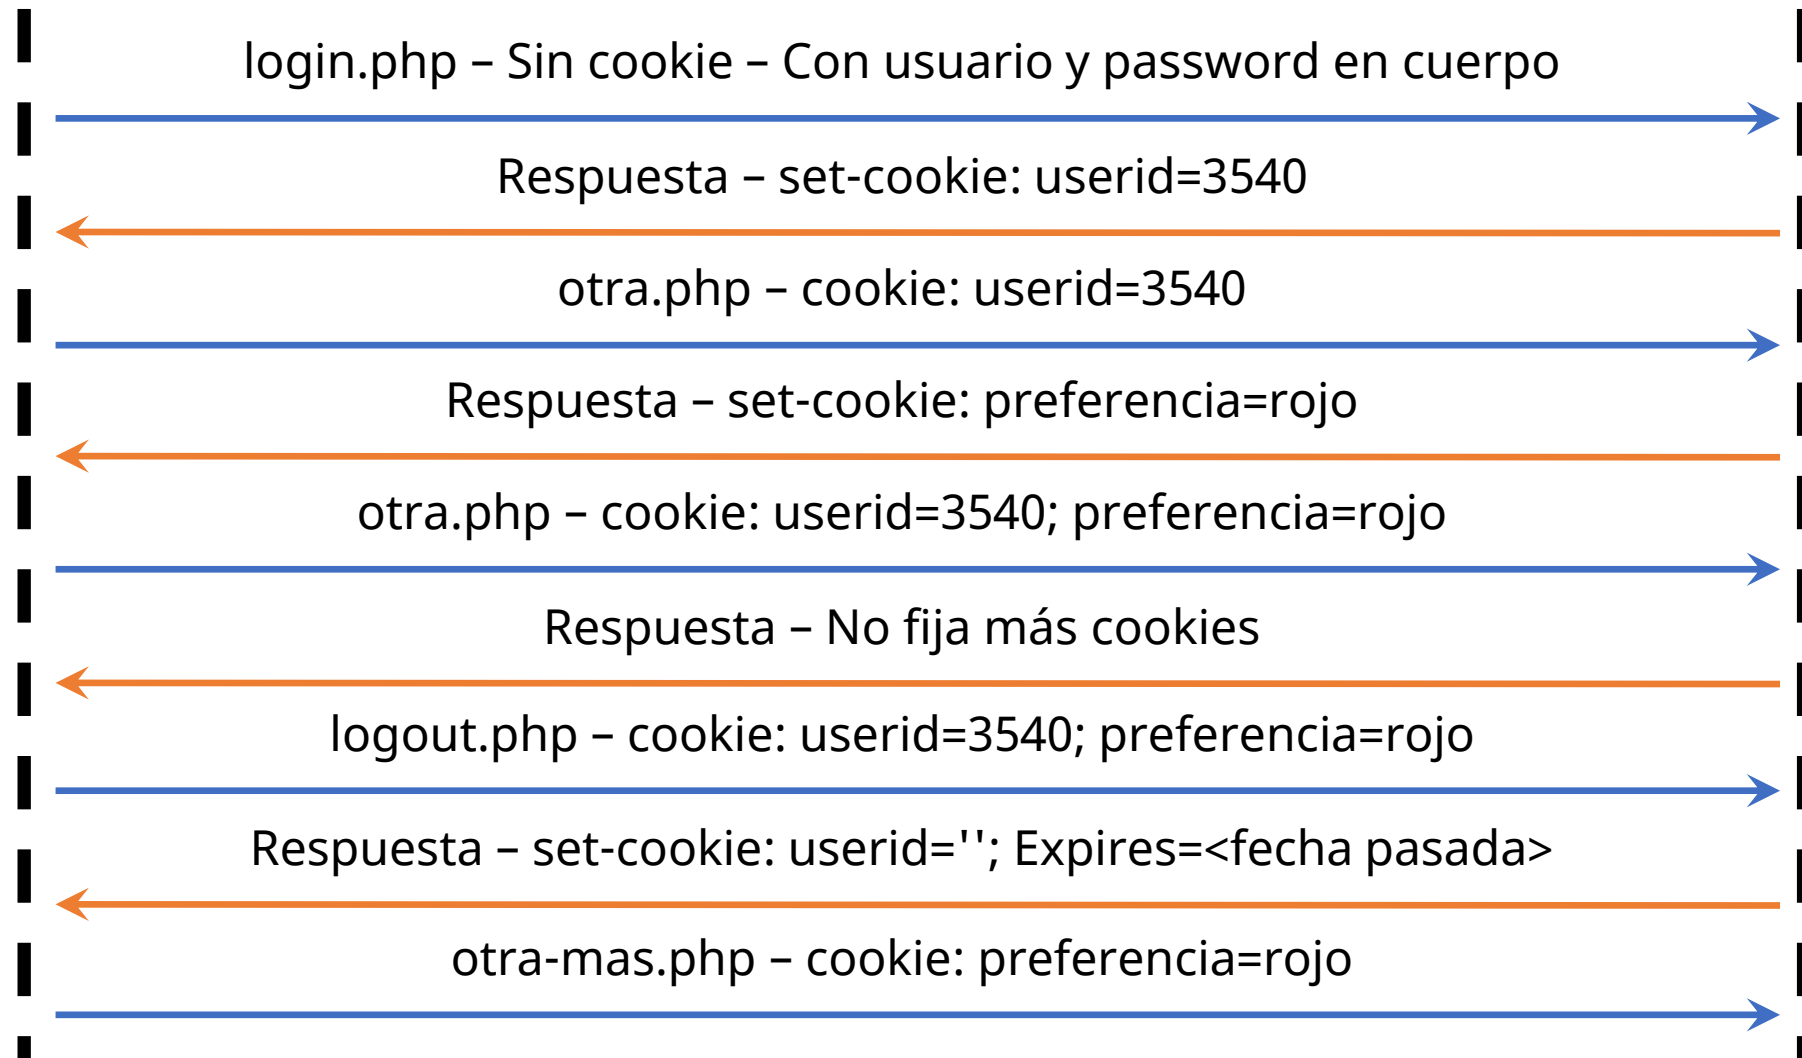 login.php – Sin cookie – Con usuario y password en cuerpo
Respuesta – set-cookie: userid=3540
otra.php – cookie: userid=3540
Respuesta – set-cookie: preferencia=rojo
otra.php – cookie: userid=3540; preferencia=rojo
Respuesta – No fija más cookies
logout.php – cookie: userid=3540; preferencia=rojo
Respuesta – set-cookie: userid=''; Expires=<fecha pasada>
otra-mas.php – cookie: preferencia=rojo